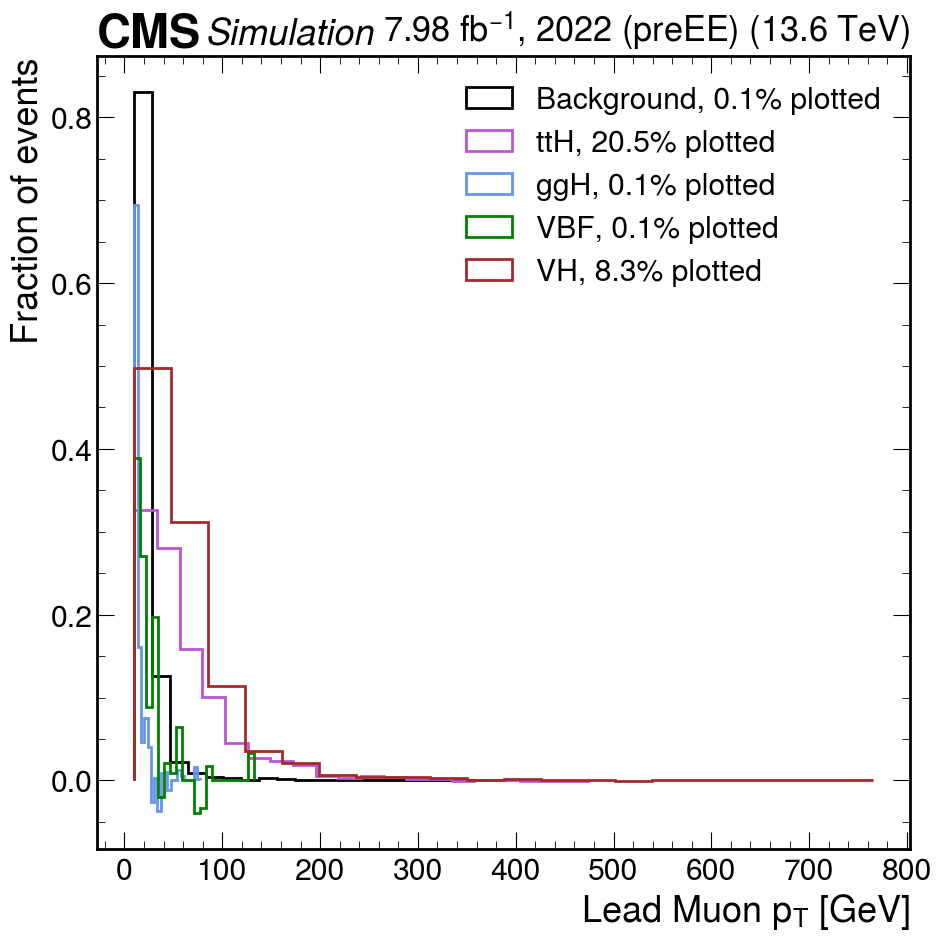 CMS Simulation 7.98 fb⁻¹, 2022 (preEE) (13.6 TeV)
Fraction of events
0.8
0.6
0.4
0.2
0.0
Background, 0.1% plotted
ttH, 20.5% plotted
ggH, 0.1% plotted
VBF, 0.1% plotted
VH, 8.3% plotted
0 100 200 300 400 500 600 700 800
Lead Muon p_T [GeV]